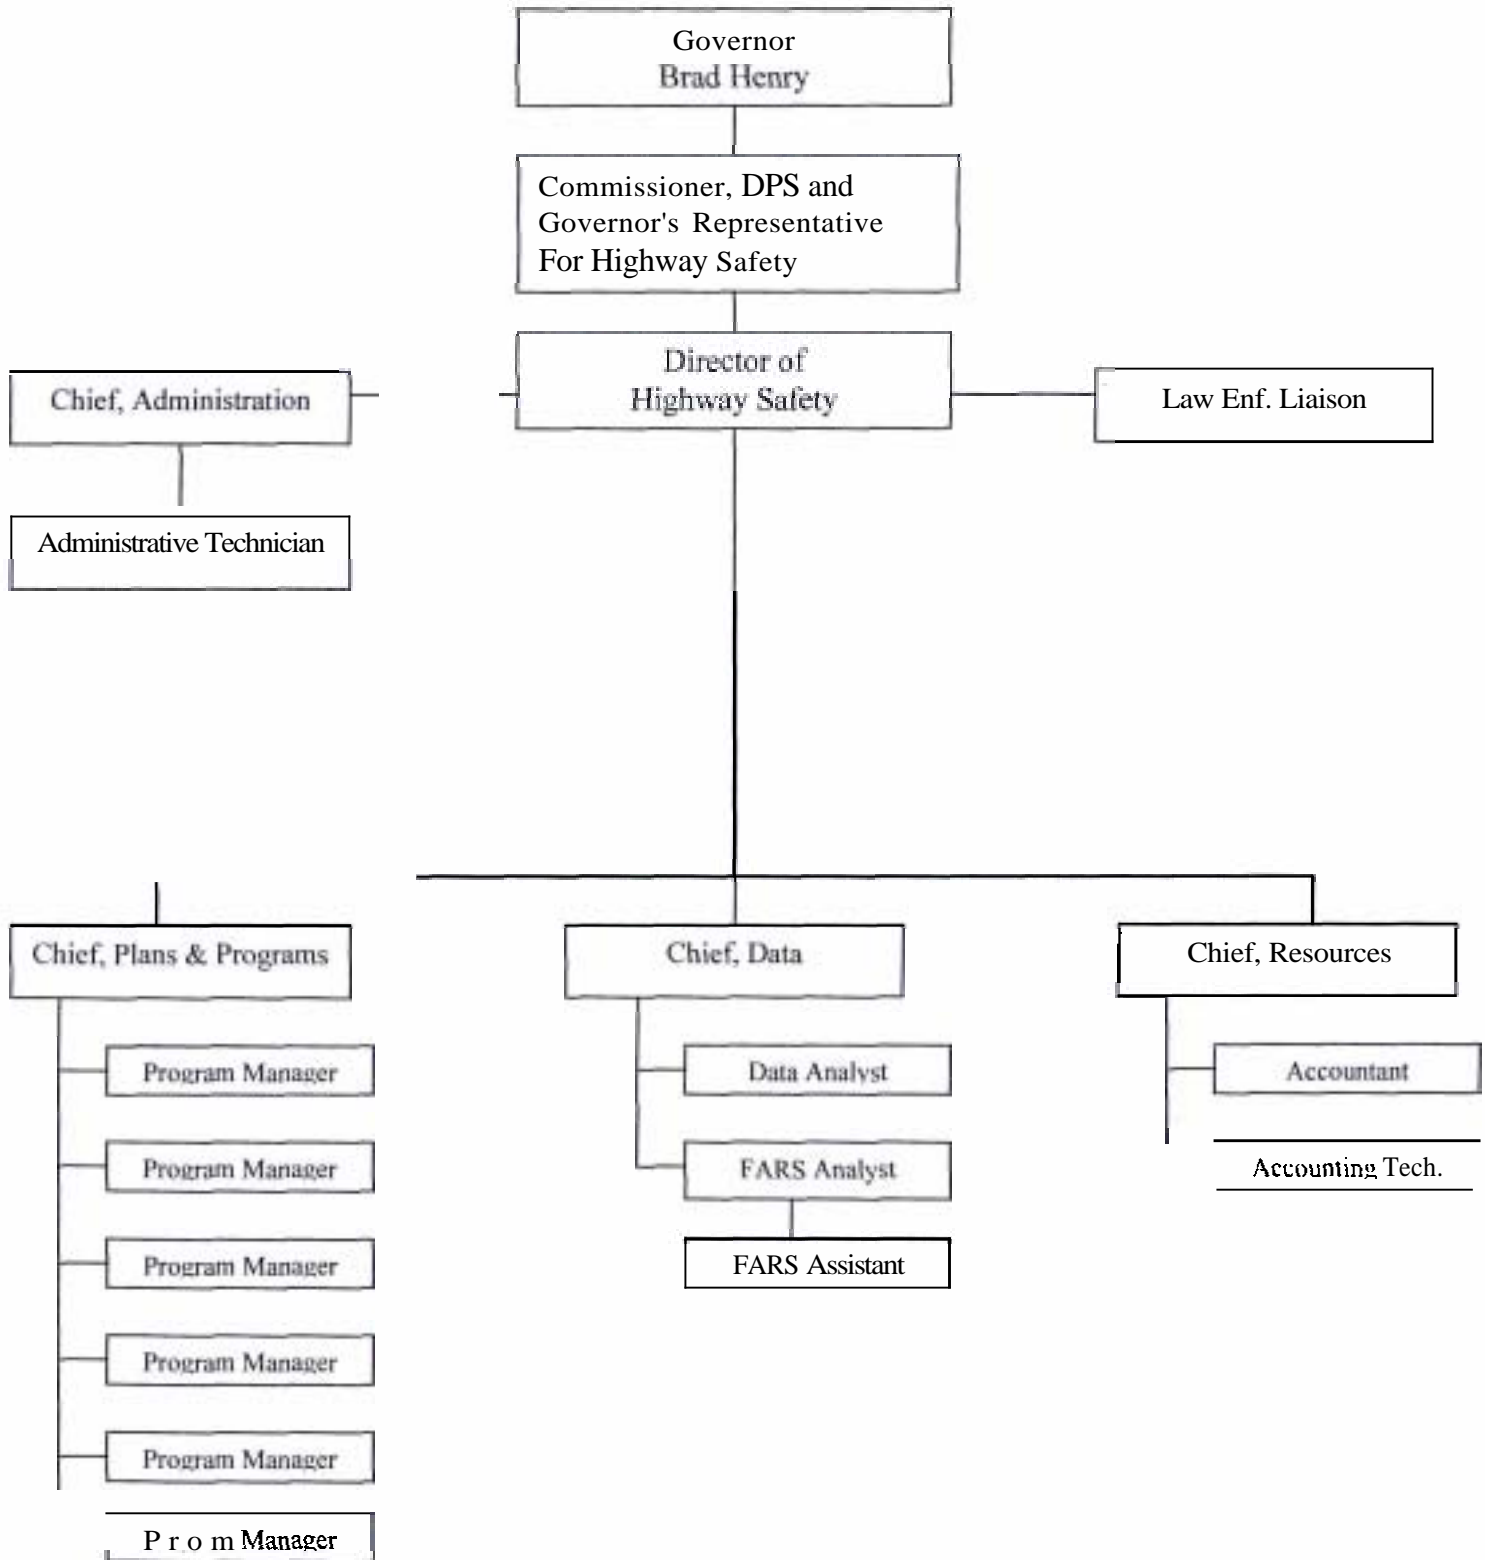 Governor
Brad Henry
Commissioner, DPS and
Governor's Representative
For Highway Safety
Director of
Highway Safety
Chief, Administration
Law Enf. Liaison
Administrative Technician
Chief, Plans & Programs
Chief, Data
Chief, Resources
Program Manager
Data Analyst
Accountant
Program Manager
FARS Analyst
Accounting Tech.
Program Manager
FARS Assistant
Program Manager
Program Manager
P r o m Manager